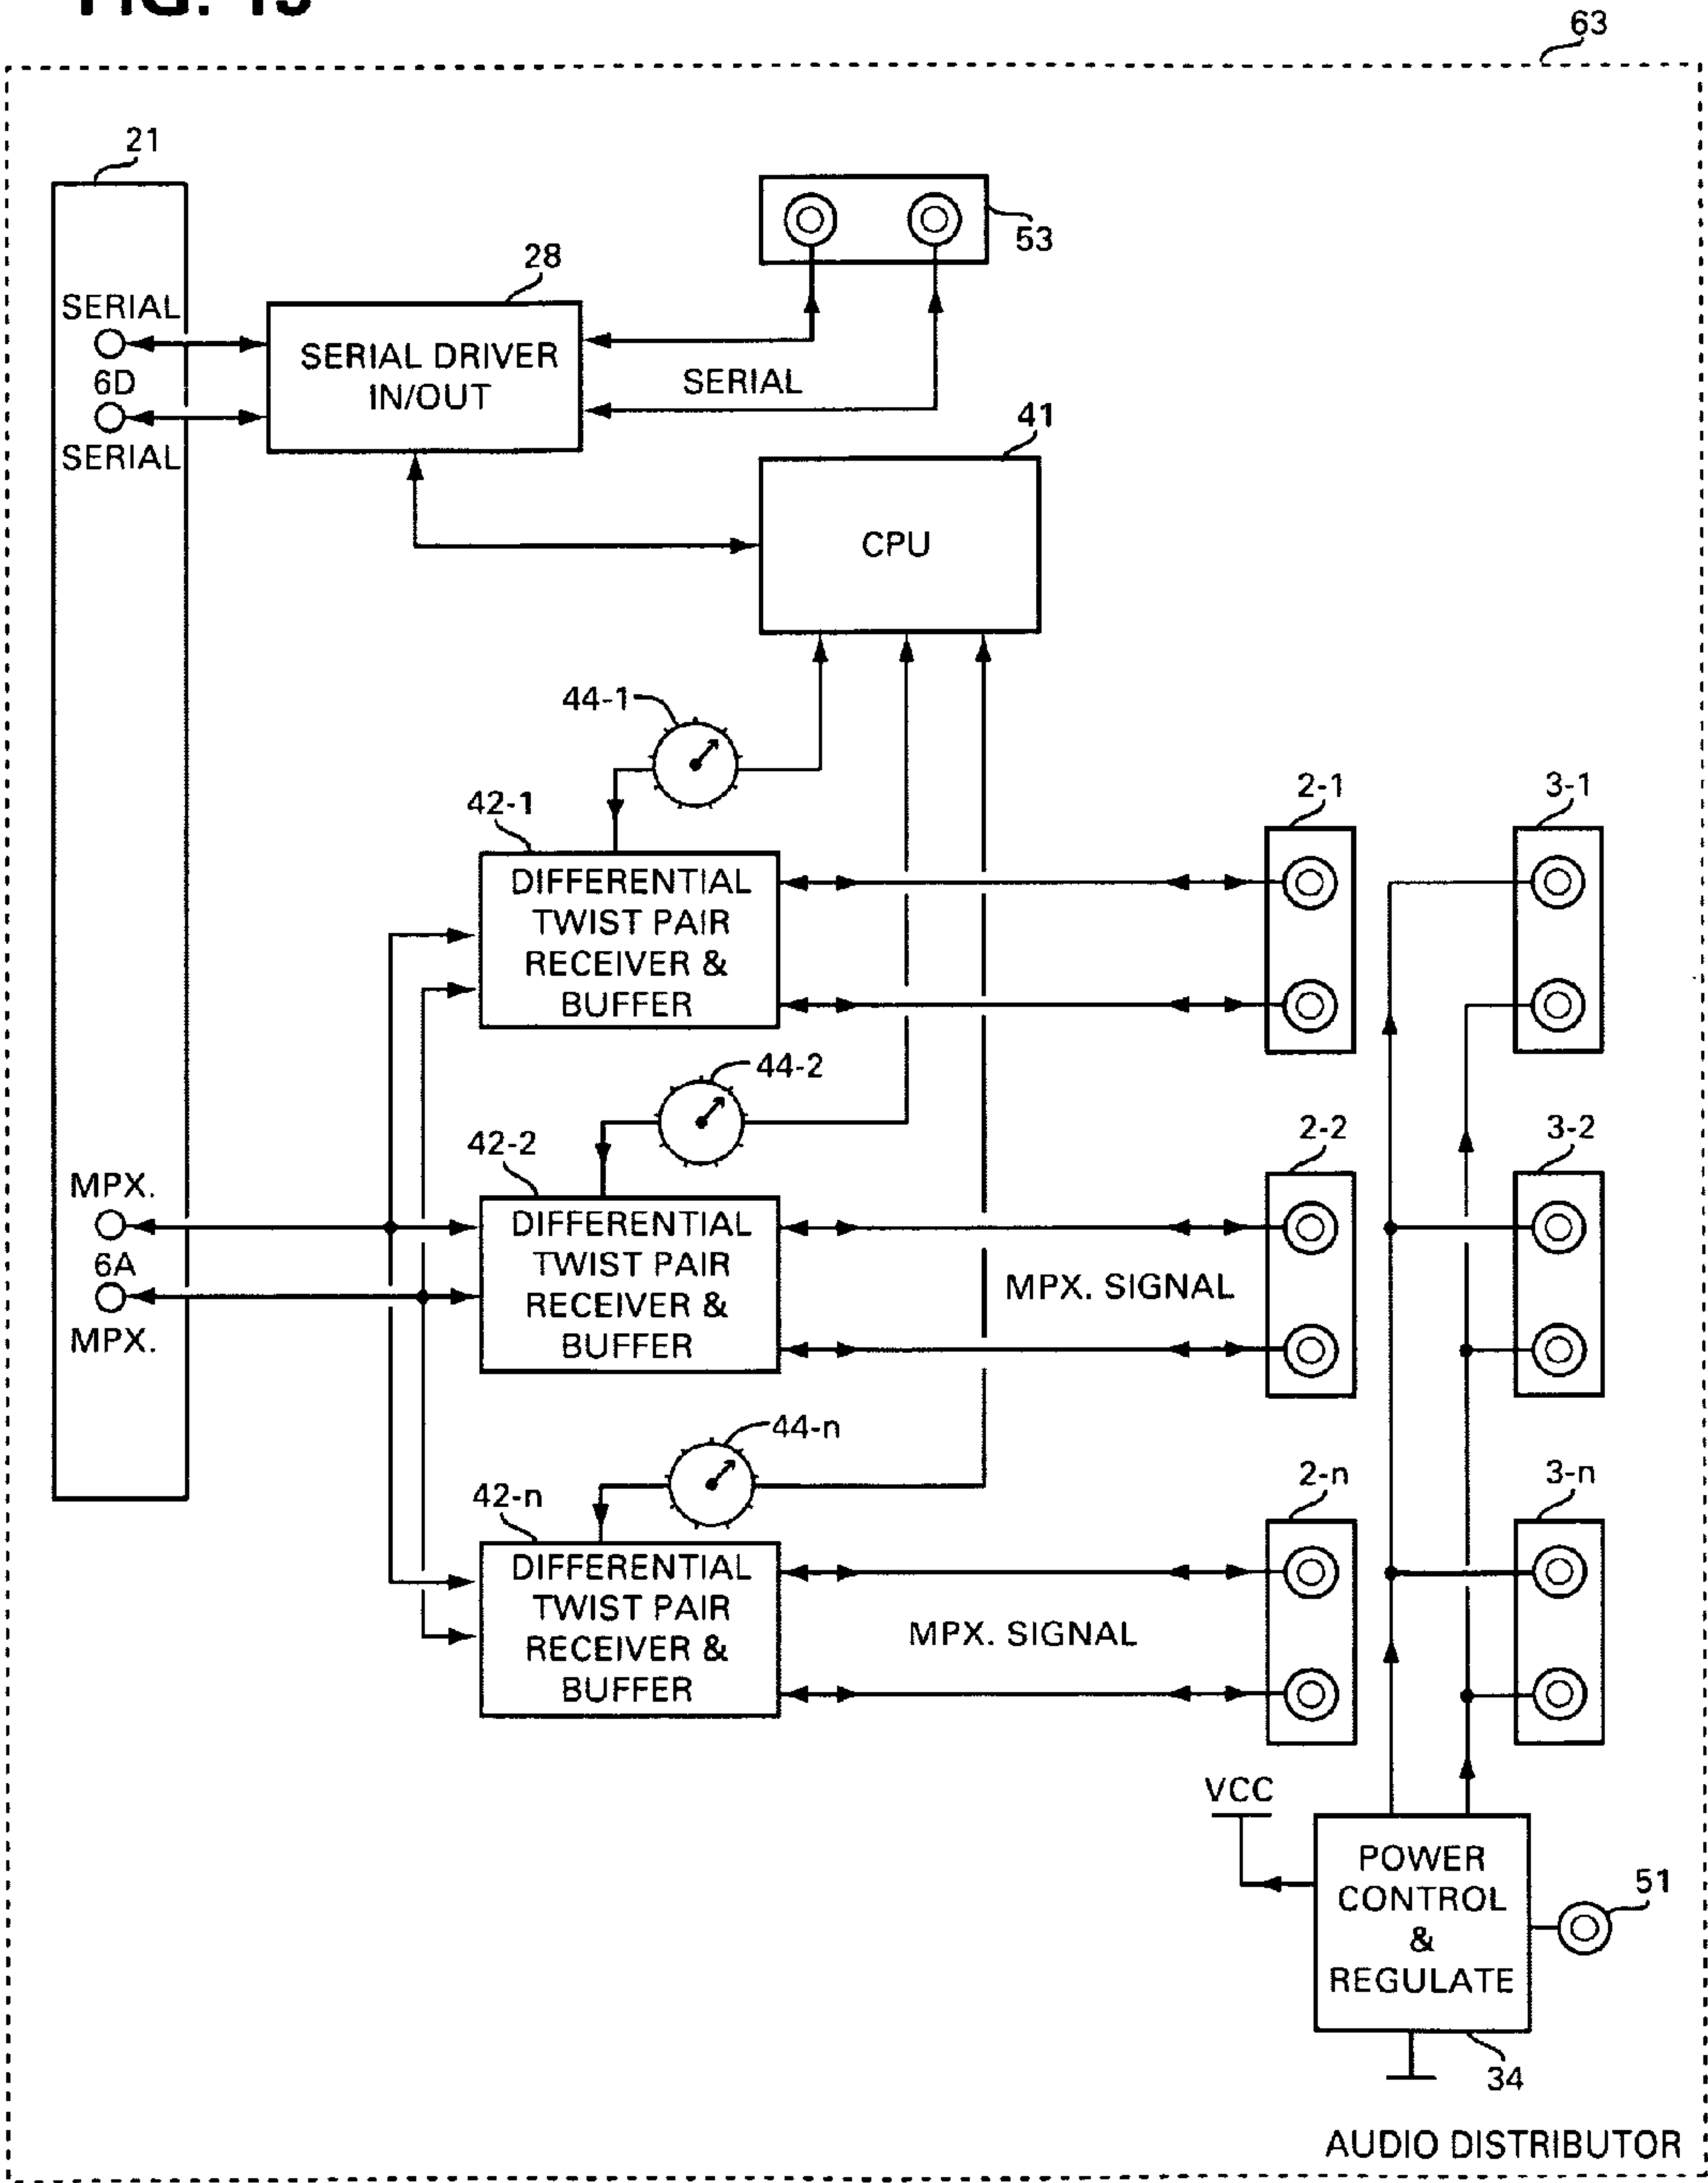 63
21
53
28
SERIAL
6D
SERIAL
SERIAL DRIVER
IN/OUT
SERIAL
41
CPU
44-1
42-1
DIFFERENTIAL
TWIST PAIR
RECEIVER &
BUFFER
2-1
3-1
44-2
42-2
MPX.
6A
MPX.
DIFFERENTIAL
TWIST PAIR
RECEIVER &
BUFFER
MPX. SIGNAL
2-2
3-2
44-n
42-n
DIFFERENTIAL
TWIST PAIR
RECEIVER &
BUFFER
MPX. SIGNAL
2-n
3-n
VCC
POWER
CONTROL
&
REGULATE
51
34
AUDIO DISTRIBUTOR